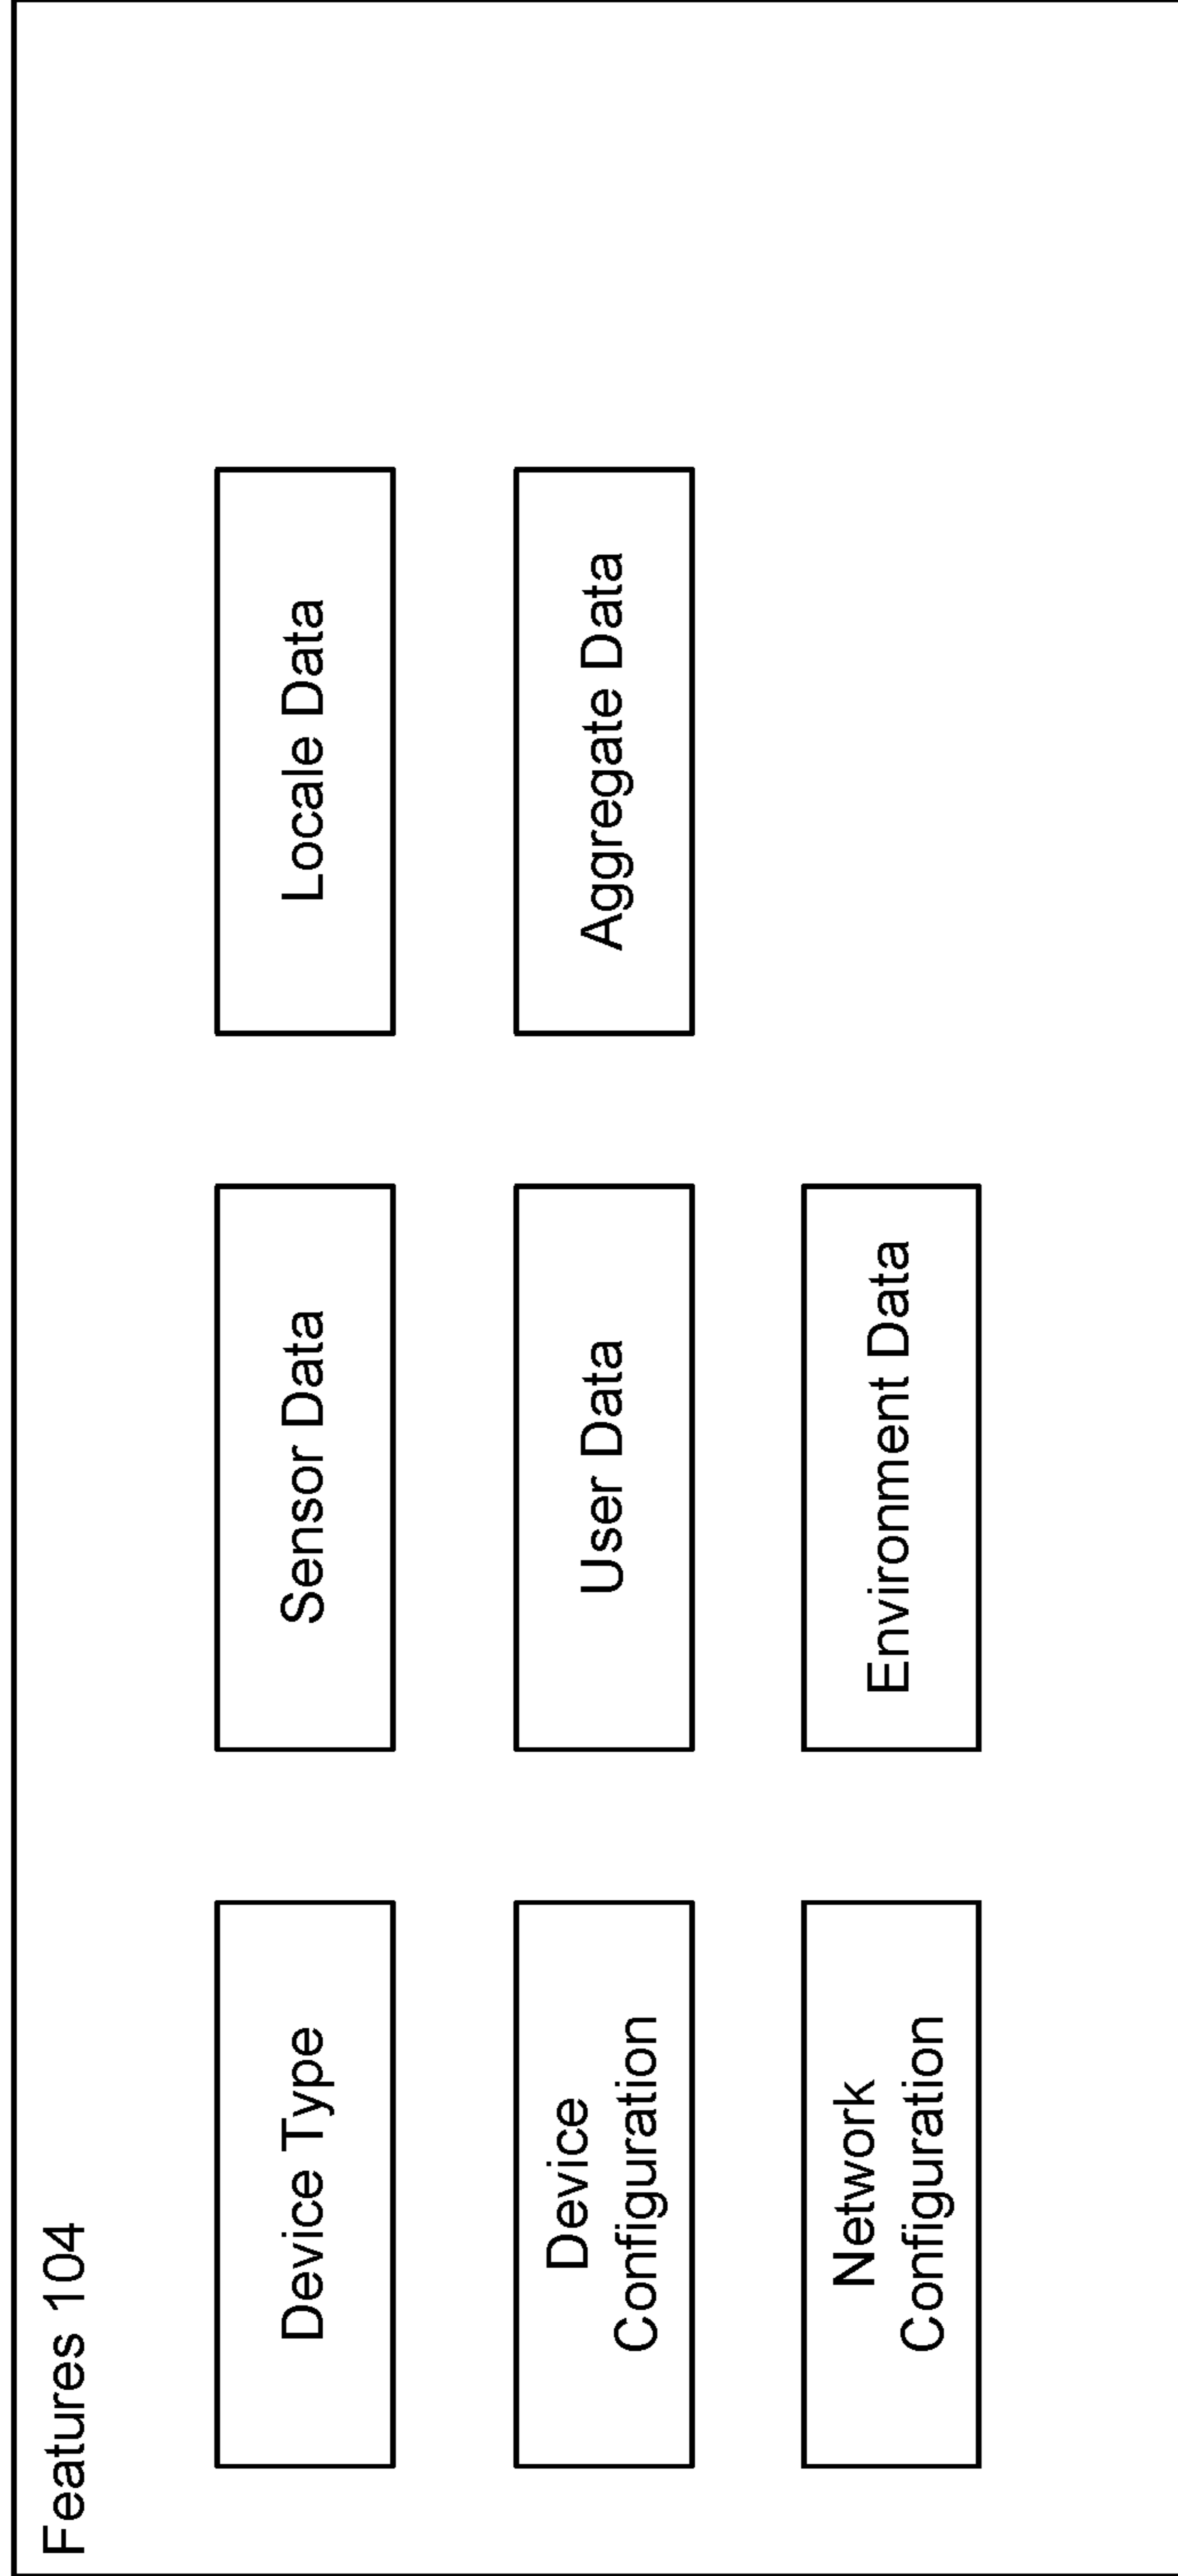 Features 104
Device Type
Sensor Data
Locale Data
Device
Configuration
User Data
Aggregate Data
Network
Configuration
Environment Data